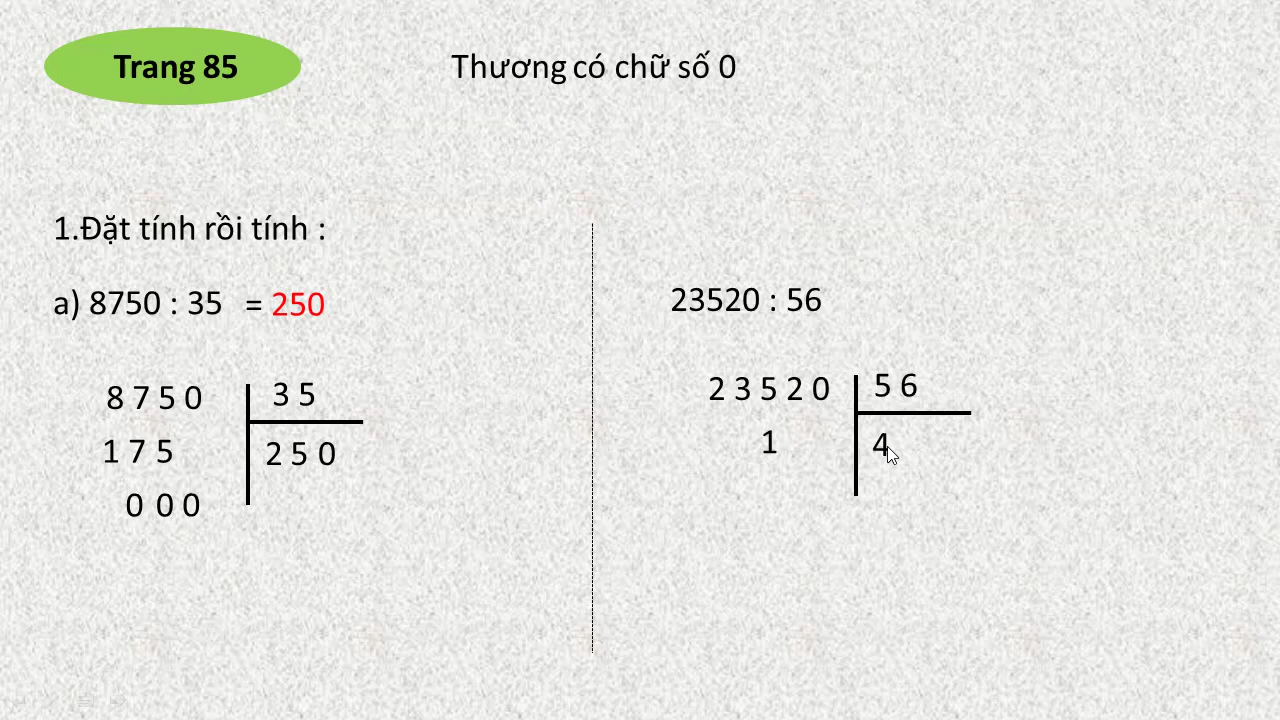 Trang 85
Thương có chữ số 0
1.Đặt tính rồi tính :
a) 8750 : 35 = 250
8 7 5 0 3 5
1 7 5 2 5 0
0 0 0
23520 : 56
2 3 5 2 0 5 6
1 4